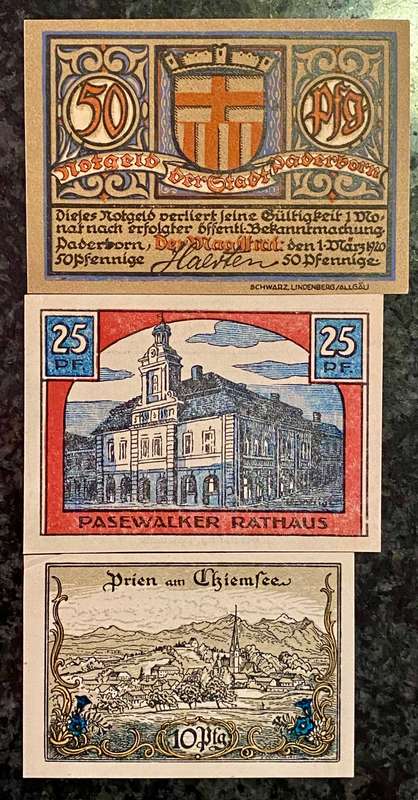 50 Pfg
Notgeld der Stadt Paderborn
Dieses Notgeld verliert seine Gültigkeit 1 Mo-
nat nach erfolgter öffentl. Bekanntmachung.
Paderborn, Der Magistrat den 1. März 1920
50 Pfennige Haerten 50 Pfennige
SCHWARZ, LINDENBERG/ALLGÄU
25 25
PF. PF.
PASEWALKER RATHAUS
Prien am Chiemsee
10 Pfg